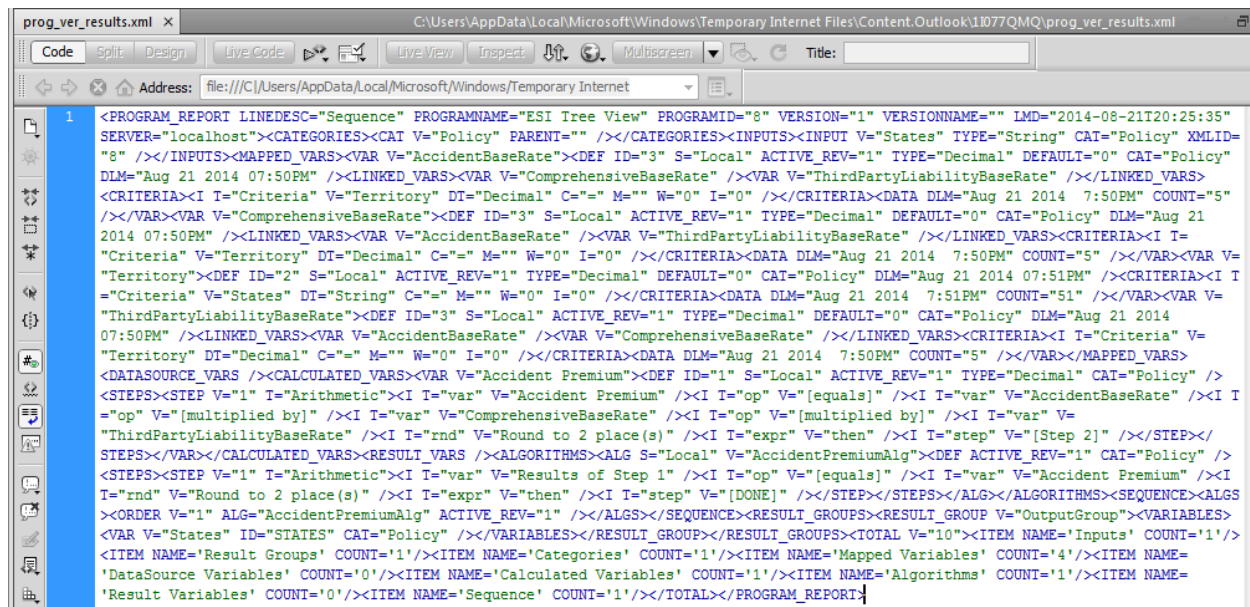 prog_ver_results.xml ×
C:\Users\AppData\Local\Microsoft\Windows\Temporary Internet Files\Content.Outlook\1I077QMQ\prog_ver_results.xml
Code Split Design Live Code Live View Inspect Multiscreen Title:
Address: file:///C|/Users/AppData/Local/Microsoft/Windows/Temporary Internet
1 <PROGRAM_REPORT LINEDESC="Sequence" PROGRAMNAME="ESI Tree View" PROGRAMID="8" VERSION="1" VERSIONNAME="" LMD="2014-08-21T20:25:35"
SERVER="localhost"><CATEGORIES><CAT V="Policy" PARENT="" /></CATEGORIES><INPUTS><INPUT V="States" TYPE="String" CAT="Policy" XMLID=
"8" /></INPUTS><MAPPED_VARS><VAR V="AccidentBaseRate"><DEF ID="3" S="Local" ACTIVE_REV="1" TYPE="Decimal" DEFAULT="0" CAT="Policy"
DLM="Aug 21 2014 07:50PM" /><LINKED_VARS><VAR V="ComprehensiveBaseRate" /><VAR V="ThirdPartyLiabilityBaseRate" /></LINKED_VARS>
<CRITERIA><I T="Criteria" V="Territory" DT="Decimal" C="=" M="" W="0" I="0" /></CRITERIA><DATA DLM="Aug 21 2014  7:50PM" COUNT="5"
/></VAR><VAR V="ComprehensiveBaseRate"><DEF ID="3" S="Local" ACTIVE_REV="1" TYPE="Decimal" DEFAULT="0" CAT="Policy" DLM="Aug 21
2014 07:50PM" /><LINKED_VARS><VAR V="AccidentBaseRate" /><VAR V="ThirdPartyLiabilityBaseRate" /></LINKED_VARS><CRITERIA><I T=
"Criteria" V="Territory" DT="Decimal" C="=" M="" W="0" I="0" /></CRITERIA><DATA DLM="Aug 21 2014  7:50PM" COUNT="5" /></VAR><VAR V=
"Territory"><DEF ID="2" S="Local" ACTIVE_REV="1" TYPE="Decimal" DEFAULT="0" CAT="Policy" DLM="Aug 21 2014 07:51PM" /><CRITERIA><I T
="Criteria" V="States" DT="String" C="=" M="" W="0" I="0" /></CRITERIA><DATA DLM="Aug 21 2014  7:51PM" COUNT="51" /></VAR><VAR V=
"ThirdPartyLiabilityBaseRate"><DEF ID="3" S="Local" ACTIVE_REV="1" TYPE="Decimal" DEFAULT="0" CAT="Policy" DLM="Aug 21 2014
07:50PM" /><LINKED_VARS><VAR V="AccidentBaseRate" /><VAR V="ComprehensiveBaseRate" /></LINKED_VARS><CRITERIA><I T="Criteria" V=
"Territory" DT="Decimal" C="=" M="" W="0" I="0" /></CRITERIA><DATA DLM="Aug 21 2014  7:50PM" COUNT="5" /></VAR></MAPPED_VARS>
<DATASOURCE_VARS /><CALCULATED_VARS><VAR V="Accident Premium"><DEF ID="1" S="Local" ACTIVE_REV="1" TYPE="Decimal" CAT="Policy" />
<STEPS><STEP V="1" T="Arithmetic"><I T="var" V="Accident Premium" /><I T="op" V="[equals]" /><I T="var" V="AccidentBaseRate" /><I T
="op" V="[multiplied by]" /><I T="var" V="ComprehensiveBaseRate" /><I T="op" V="[multiplied by]" /><I T="var" V=
"ThirdPartyLiabilityBaseRate" /><I T="rnd" V="Round to 2 place(s)" /><I T="expr" V="then" /><I T="step" V="[Step 2]" /></STEP></
STEPS></VAR></CALCULATED_VARS><RESULT_VARS /><ALGORITHMS><ALG S="Local" V="AccidentPremiumAlg"><DEF ACTIVE_REV="1" CAT="Policy" />
<STEPS><STEP V="1" T="Arithmetic"><I T="var" V="Results of Step 1" /><I T="op" V="[equals]" /><I T="var" V="Accident Premium" /><I
T="rnd" V="Round to 2 place(s)" /><I T="expr" V="then" /><I T="step" V="[DONE]" /></STEP></STEPS></ALG></ALGORITHMS><SEQUENCE><ALGS
><ORDER V="1" ALG="AccidentPremiumAlg" ACTIVE_REV="1" /></ALGS></SEQUENCE><RESULT_GROUPS><RESULT_GROUP V="OutputGroup"><VARIABLES>
<VAR V="States" ID="STATES" CAT="Policy" /></VARIABLES></RESULT_GROUP></RESULT_GROUPS><TOTAL V="10"><ITEM NAME='Inputs' COUNT='1'/>
<ITEM NAME='Result Groups' COUNT='1'/><ITEM NAME='Categories' COUNT='1'/><ITEM NAME='Mapped Variables' COUNT='4'/><ITEM NAME=
'DataSource Variables' COUNT='0'/><ITEM NAME='Calculated Variables' COUNT='1'/><ITEM NAME='Algorithms' COUNT='1'/><ITEM NAME=
'Result Variables' COUNT='0'/><ITEM NAME='Sequence' COUNT='1'/></TOTAL></PROGRAM_REPORT>